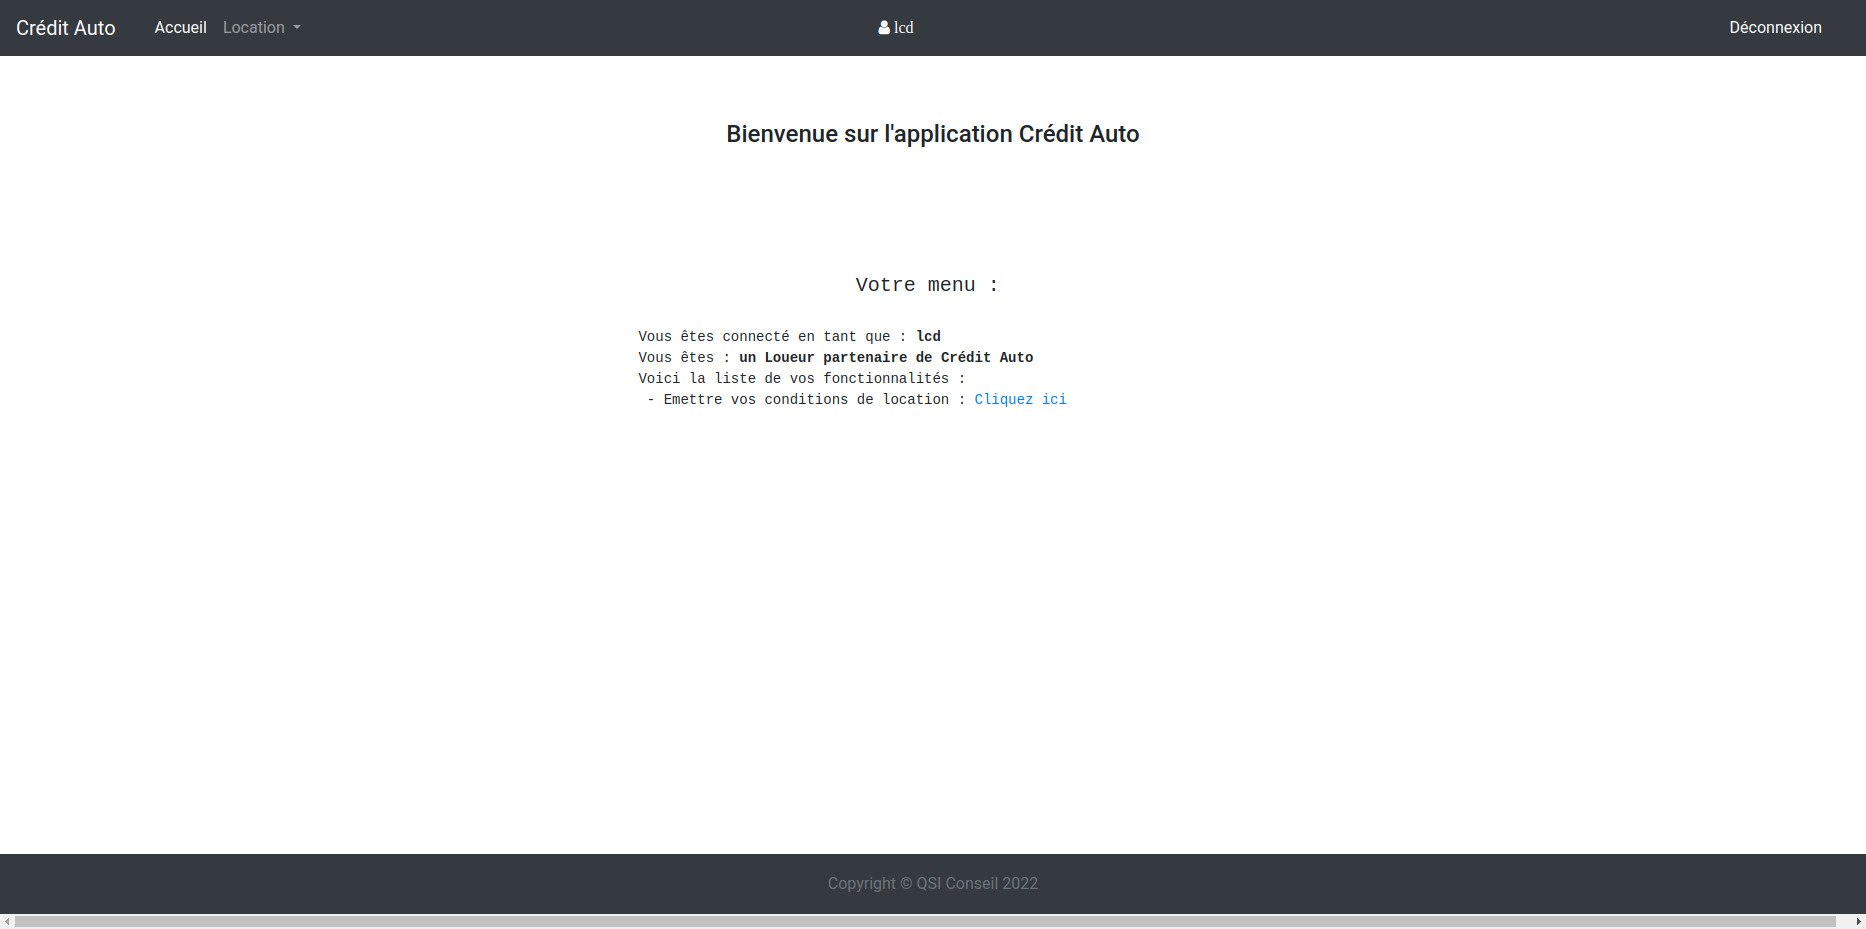 Crédit Auto Accueil Location lcd Déconnexion
Bienvenue sur l'application Crédit Auto
Votre menu :
Vous êtes connecté en tant que : lcd
Vous êtes : un Loueur partenaire de Crédit Auto
Voici la liste de vos fonctionnalités :
- Emettre vos conditions de location : Cliquez ici
Copyright © QSI Conseil 2022